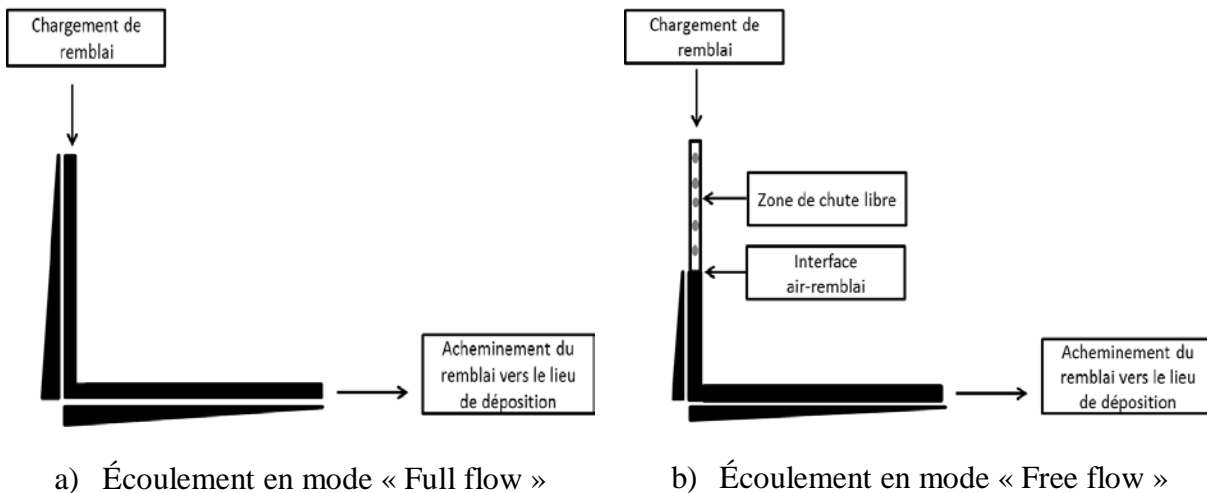 Chargement de
remblai
Acheminement du
remblai vers le lieu
de déposition
a) Écoulement en mode « Full flow »
Chargement de
remblai
Zone de chute libre
Interface
air-remblai
Acheminement du
remblai vers le lieu
de déposition
b) Écoulement en mode « Free flow »